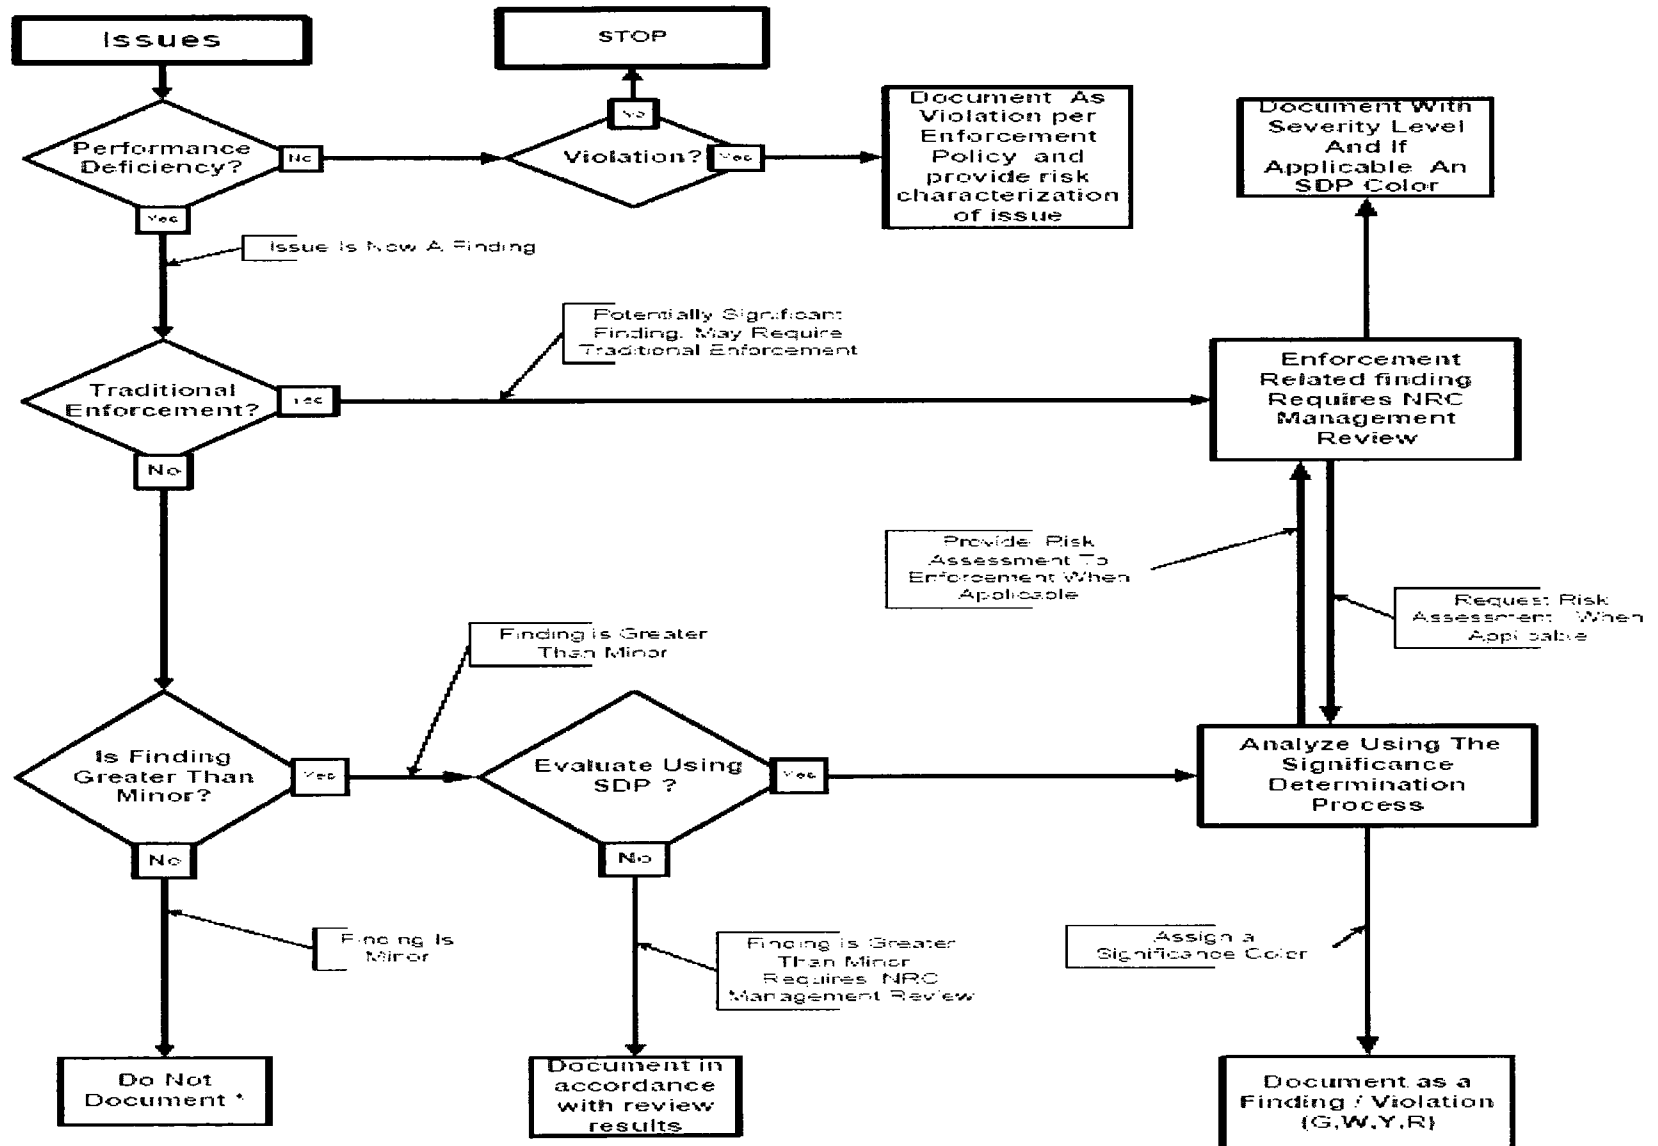 Issues
STOP
Performance
Deficiency?
No
Violation?
No
Yes
Document As
Violation per
Enforcement
Policy and
provide risk
characterization
of issue
Document With
Severity Level
And If
Applicable An
SDP Color
Yes
Issue Is Now A Finding
Potentially Significant
Finding. May Require
Traditional Enforcement
Traditional
Enforcement?
Yes
Enforcement
Related finding
Requires NRC
Management
Review
No
Provide Risk
Assessment To
Enforcement When
Applicable
Request Risk
Assessment When
Applicable
Finding is Greater
Than Minor
Is Finding
Greater Than
Minor?
Yes
Evaluate Using
SDP ?
Yes
Analyze Using The
Significance
Determination
Process
No
No
Finding Is
Minor
Finding is Greater
Than Minor
Requires NRC
Management Review
Assign a
Significance Color
Do Not
Document *
Document in
accordance
with review
results
Document as a
Finding / Violation
(G,W,Y,R)